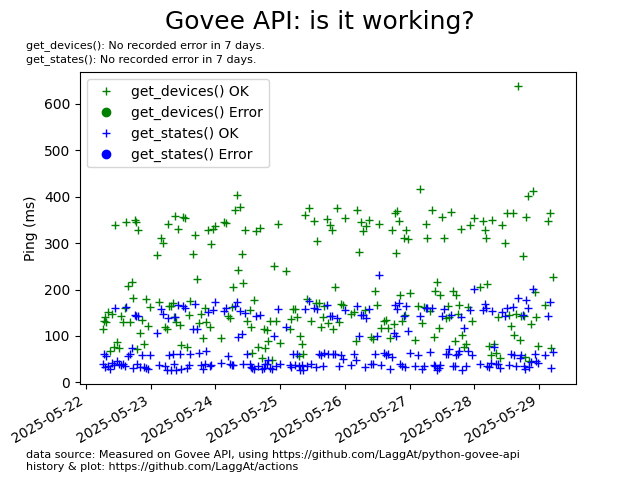 Govee API: is it working?
get_devices(): No recorded error in 7 days.
get_states(): No recorded error in 7 days.
get_devices() OK
get_devices() Error
get_states() OK
get_states() Error
Ping (ms)
600
500
400
300
200
100
0
2025-05-22
2025-05-23
2025-05-24
2025-05-25
2025-05-26
2025-05-27
2025-05-28
2025-05-29
data source: Measured on Govee API, using https://github.com/LaggAt/python-govee-api
history & plot: https://github.com/LaggAt/actions